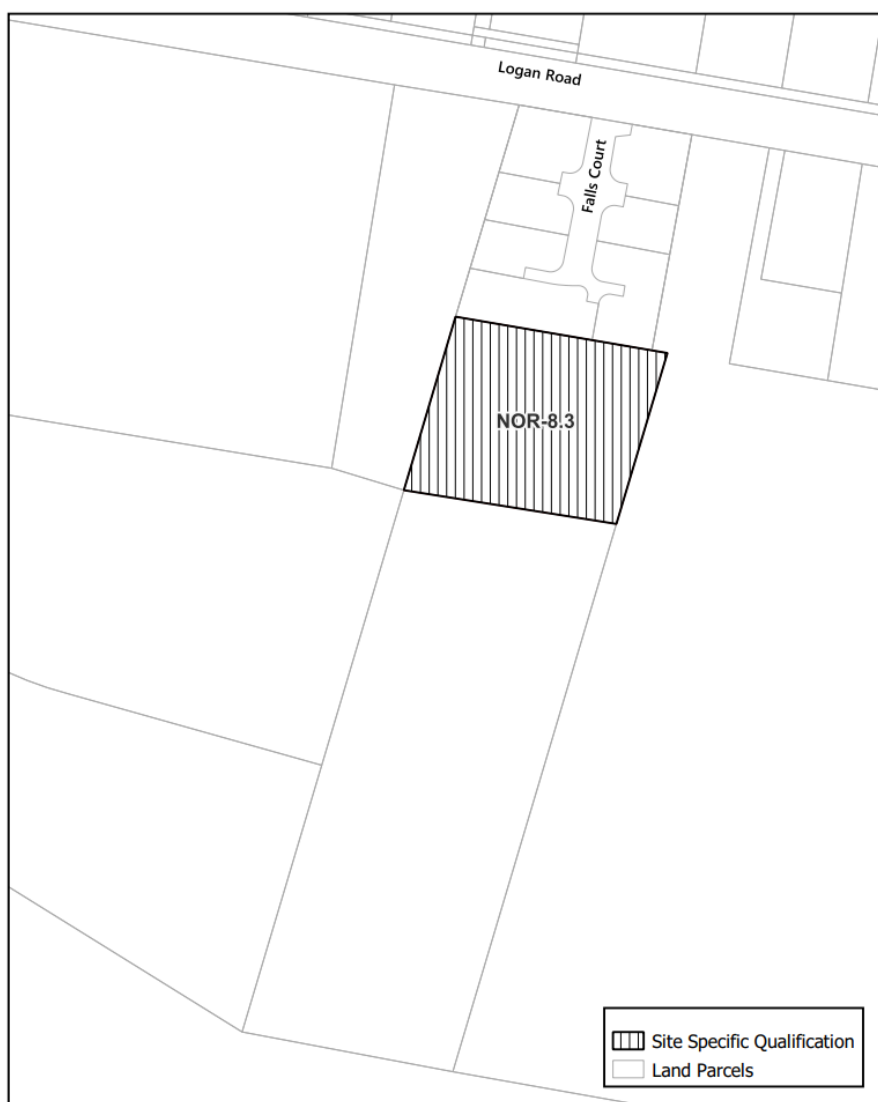 Logan Road
Falls Court
NOR-8.3
Site Specific Qualification
Land Parcels